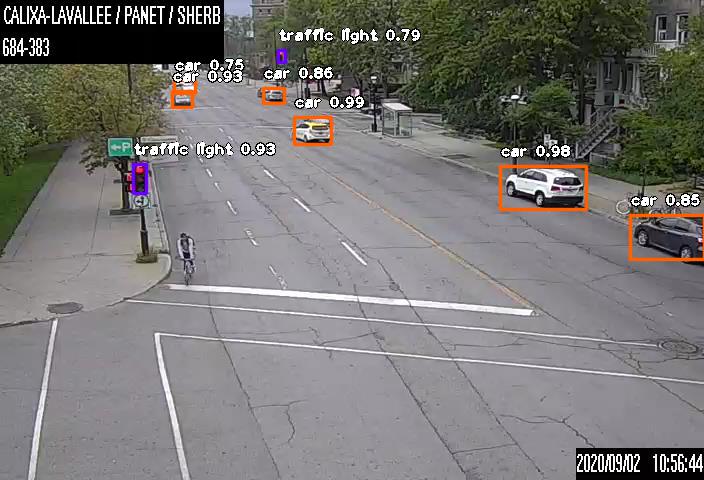 CALIXA-LAVALLEE / PANET / SHERB
684-383
traffic light 0.79
car 0.75
car 0.93
car 0.86
car 0.99
P
traffic light 0.93
car 0.98
car 0.85
2020/09/02 10:56:44